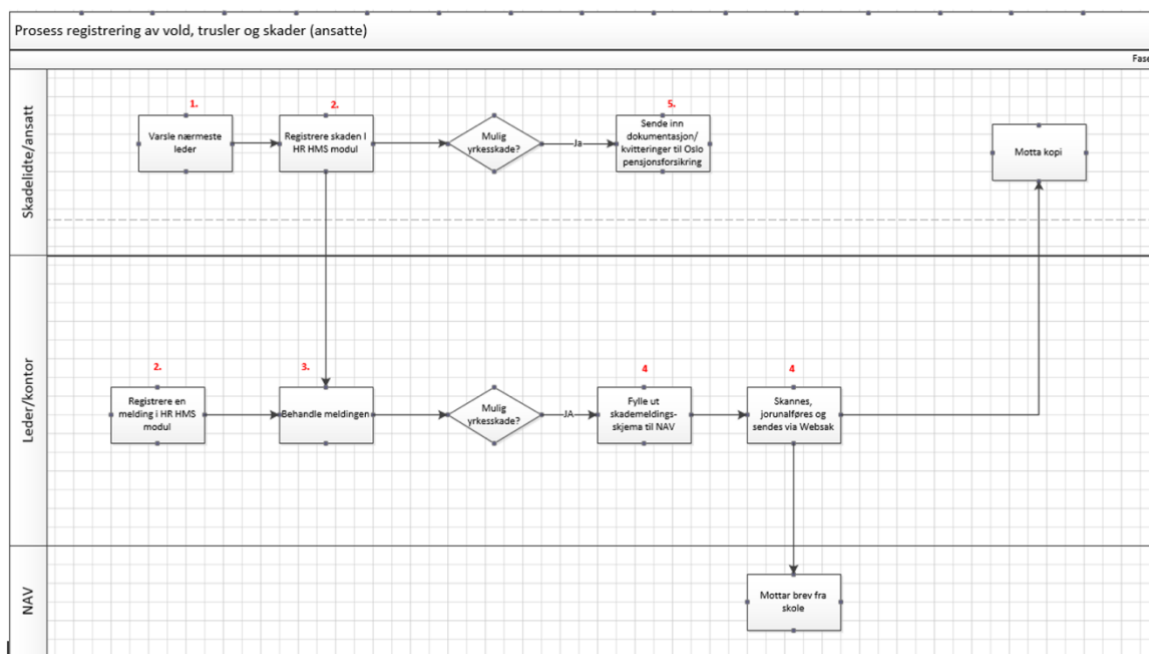 Prosess registrering av vold, trusler og skader (ansatte)
Fase
Skadelidte/ansatt
1.
Varsle nærmeste
leder
2.
Registrere skaden I
HR HMS modul
Mulig
yrkesskade?
Ja
5.
Sende inn
dokumentasjon/
kvitteringer til Oslo
pensjonsforsikring
Motta kopi
Leder/kontor
2.
Registrere en
melding i HR HMS
modul
3.
Behandle meldingen
Mulig
yrkesskade?
JA
4
Fylle ut
skademeldings-
skjema til NAV
4
Skannes,
jorunalføres og
sendes via Websak
NAV
Mottar brev fra
skole